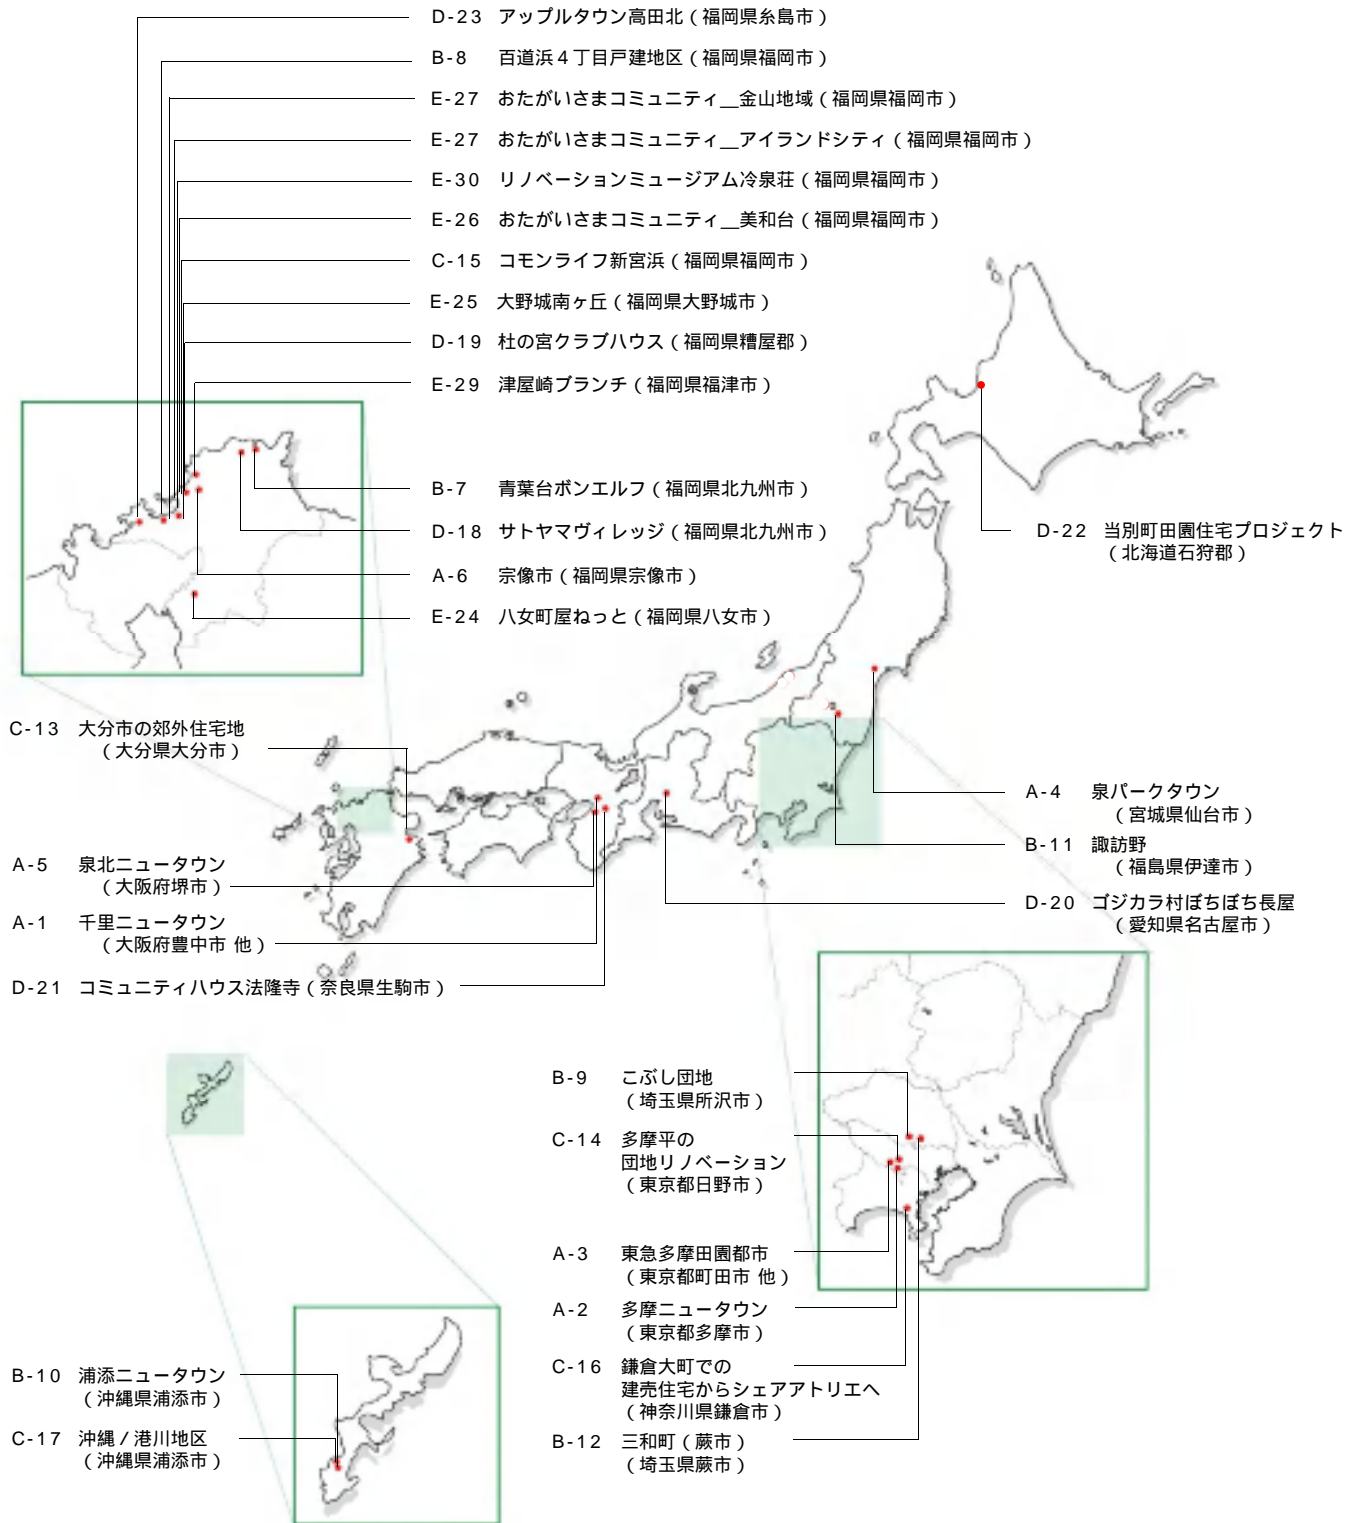 D-23 アップルタウン高田北（福岡県糸島市）
B-8 百道浜４丁目戸建地区（福岡県福岡市）
E-27 おたがいさまコミュニティ＿金山地域（福岡県福岡市）
E-27 おたがいさまコミュニティ＿アイランドシティ（福岡県福岡市）
E-30 リノベーションミュージアム冷泉荘（福岡県福岡市）
E-26 おたがいさまコミュニティ＿美和台（福岡県福岡市）
C-15 コモンライフ新宮浜（福岡県福岡市）
E-25 大野城南ヶ丘（福岡県大野城市）
D-19 杜の宮クラブハウス（福岡県糟屋郡）
E-29 津屋崎ブランチ（福岡県福津市）
B-7 青葉台ボンエルフ（福岡県北九州市）
D-18 サトヤマヴィレッジ（福岡県北九州市）
A-6 宗像市（福岡県宗像市）
E-24 八女町屋ねっと（福岡県八女市）
D-22 当別町田園住宅プロジェクト
（北海道石狩郡）
C-13 大分市の郊外住宅地
（大分県大分市）
A-5 泉北ニュータウン
（大阪府堺市）
A-1 千里ニュータウン
（大阪府豊中市 他）
D-21 コミュニティハウス法隆寺（奈良県生駒市）
A-4 泉パークタウン
（宮城県仙台市）
B-11 諏訪野
（福島県伊達市）
D-20 ゴジカラ村ぼちぼち長屋
（愛知県名古屋市）
B-9 こぶし団地
（埼玉県所沢市）
C-14 多摩平の
団地リノベーション
（東京都日野市）
A-3 東急多摩田園都市
（東京都町田市 他）
A-2 多摩ニュータウン
（東京都多摩市）
C-16 鎌倉大町での
建売住宅からシェアアトリエへ
（神奈川県鎌倉市）
B-12 三和町（蕨市）
（埼玉県蕨市）
B-10 浦添ニュータウン
（沖縄県浦添市）
C-17 沖縄／港川地区
（沖縄県浦添市）